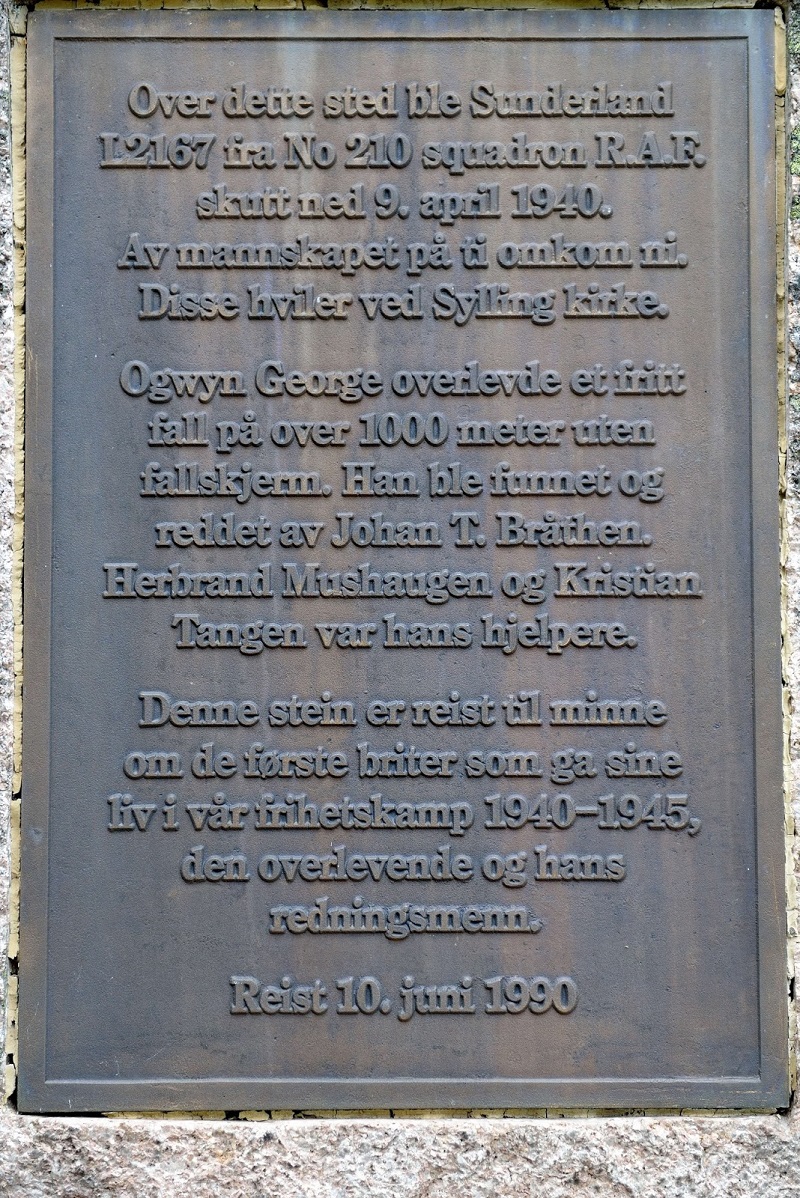 Over dette sted ble Sunderland
L2167 fra No 210 squadron R.A.F.
skutt ned 9. april 1940.
Av mannskapet på ti omkom ni.
Disse hviler ved Sylling kirke.
Ogwyn George overlevde et fritt
fall på over 1000 meter uten
fallskjerm. Han ble funnet og
reddet av Johan T. Bråthen.
Herbrand Mushaugen og Kristian
Tangen var hans hjelpere.
Denne stein er reist til minne
om de første briter som ga sine
liv i vår frihetskamp 1940–1945,
den overlevende og hans
redningsmenn.
Reist 10. juni 1990